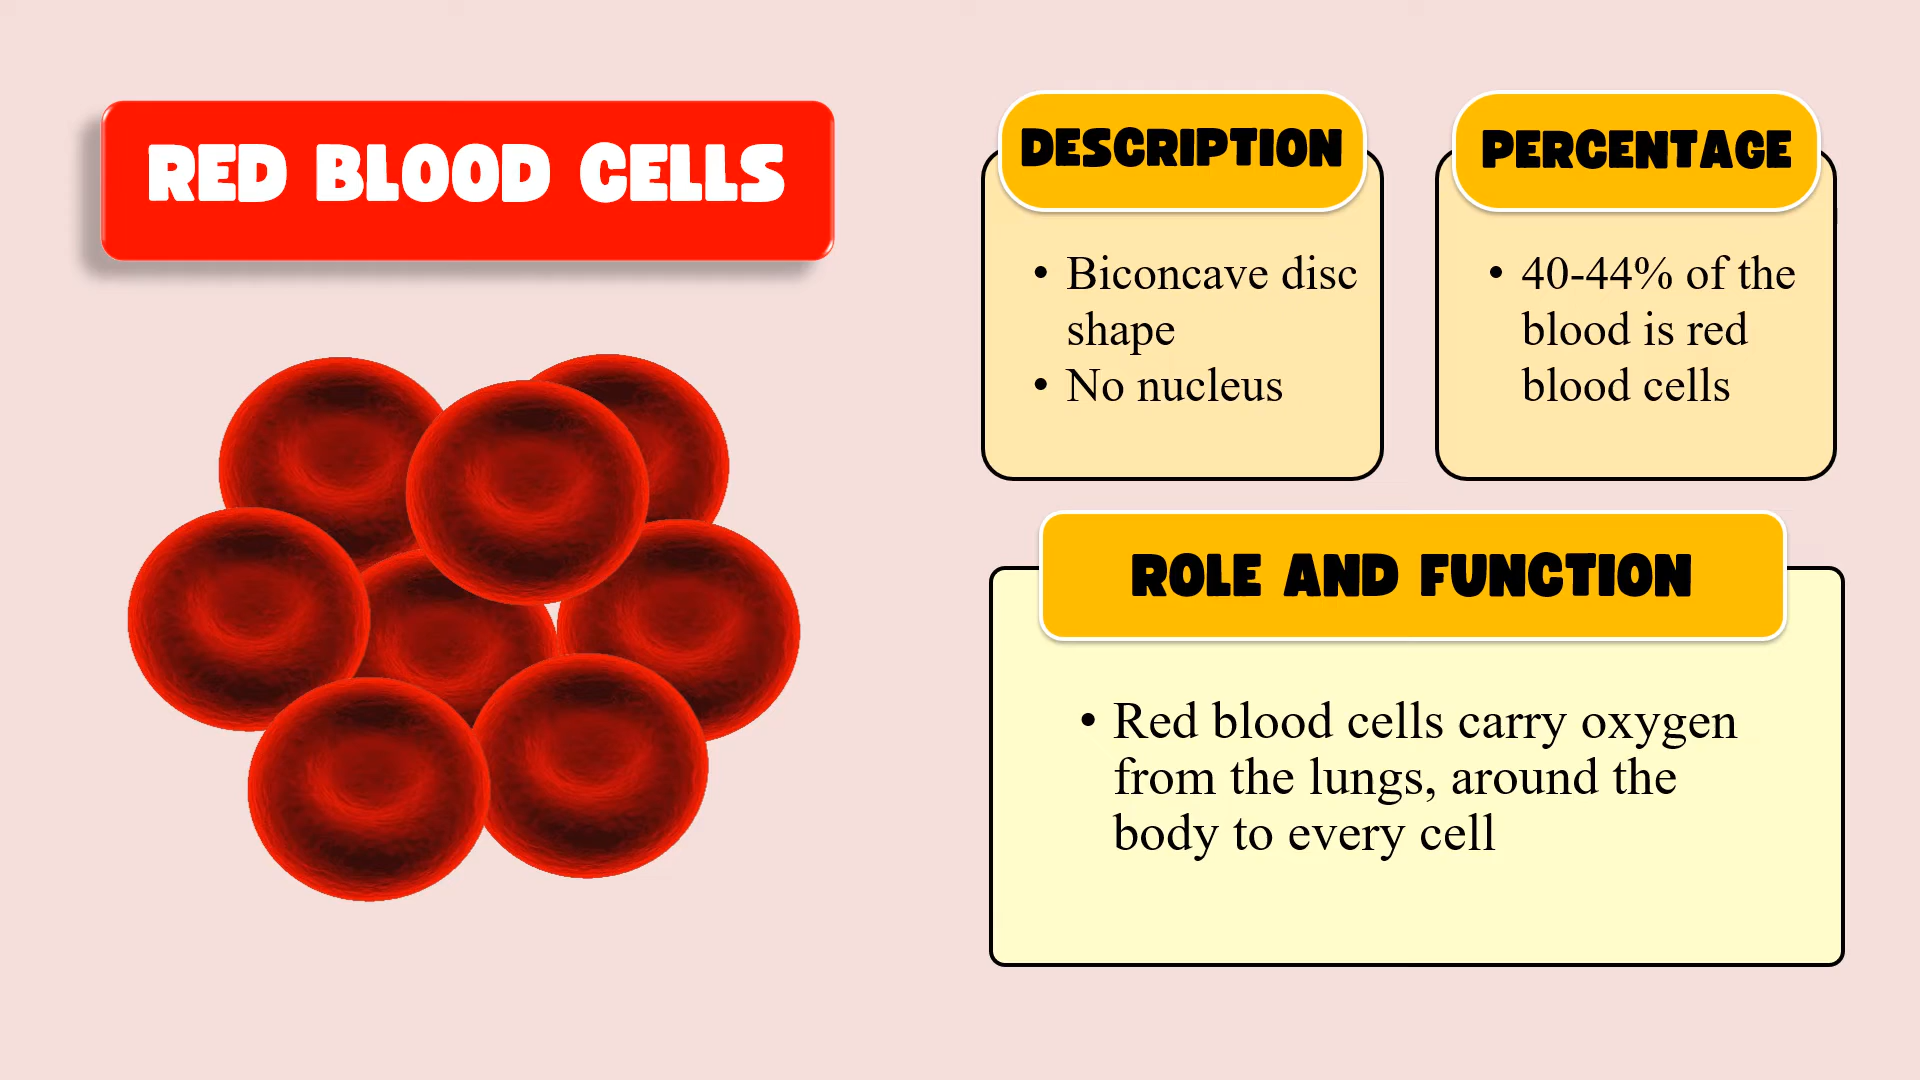 RED BLOOD CELLS
DESCRIPTION
• Biconcave disc
shape
• No nucleus
PERCENTAGE
• 40-44% of the
blood is red
blood cells
ROLE AND FUNCTION
• Red blood cells carry oxygen
from the lungs, around the
body to every cell